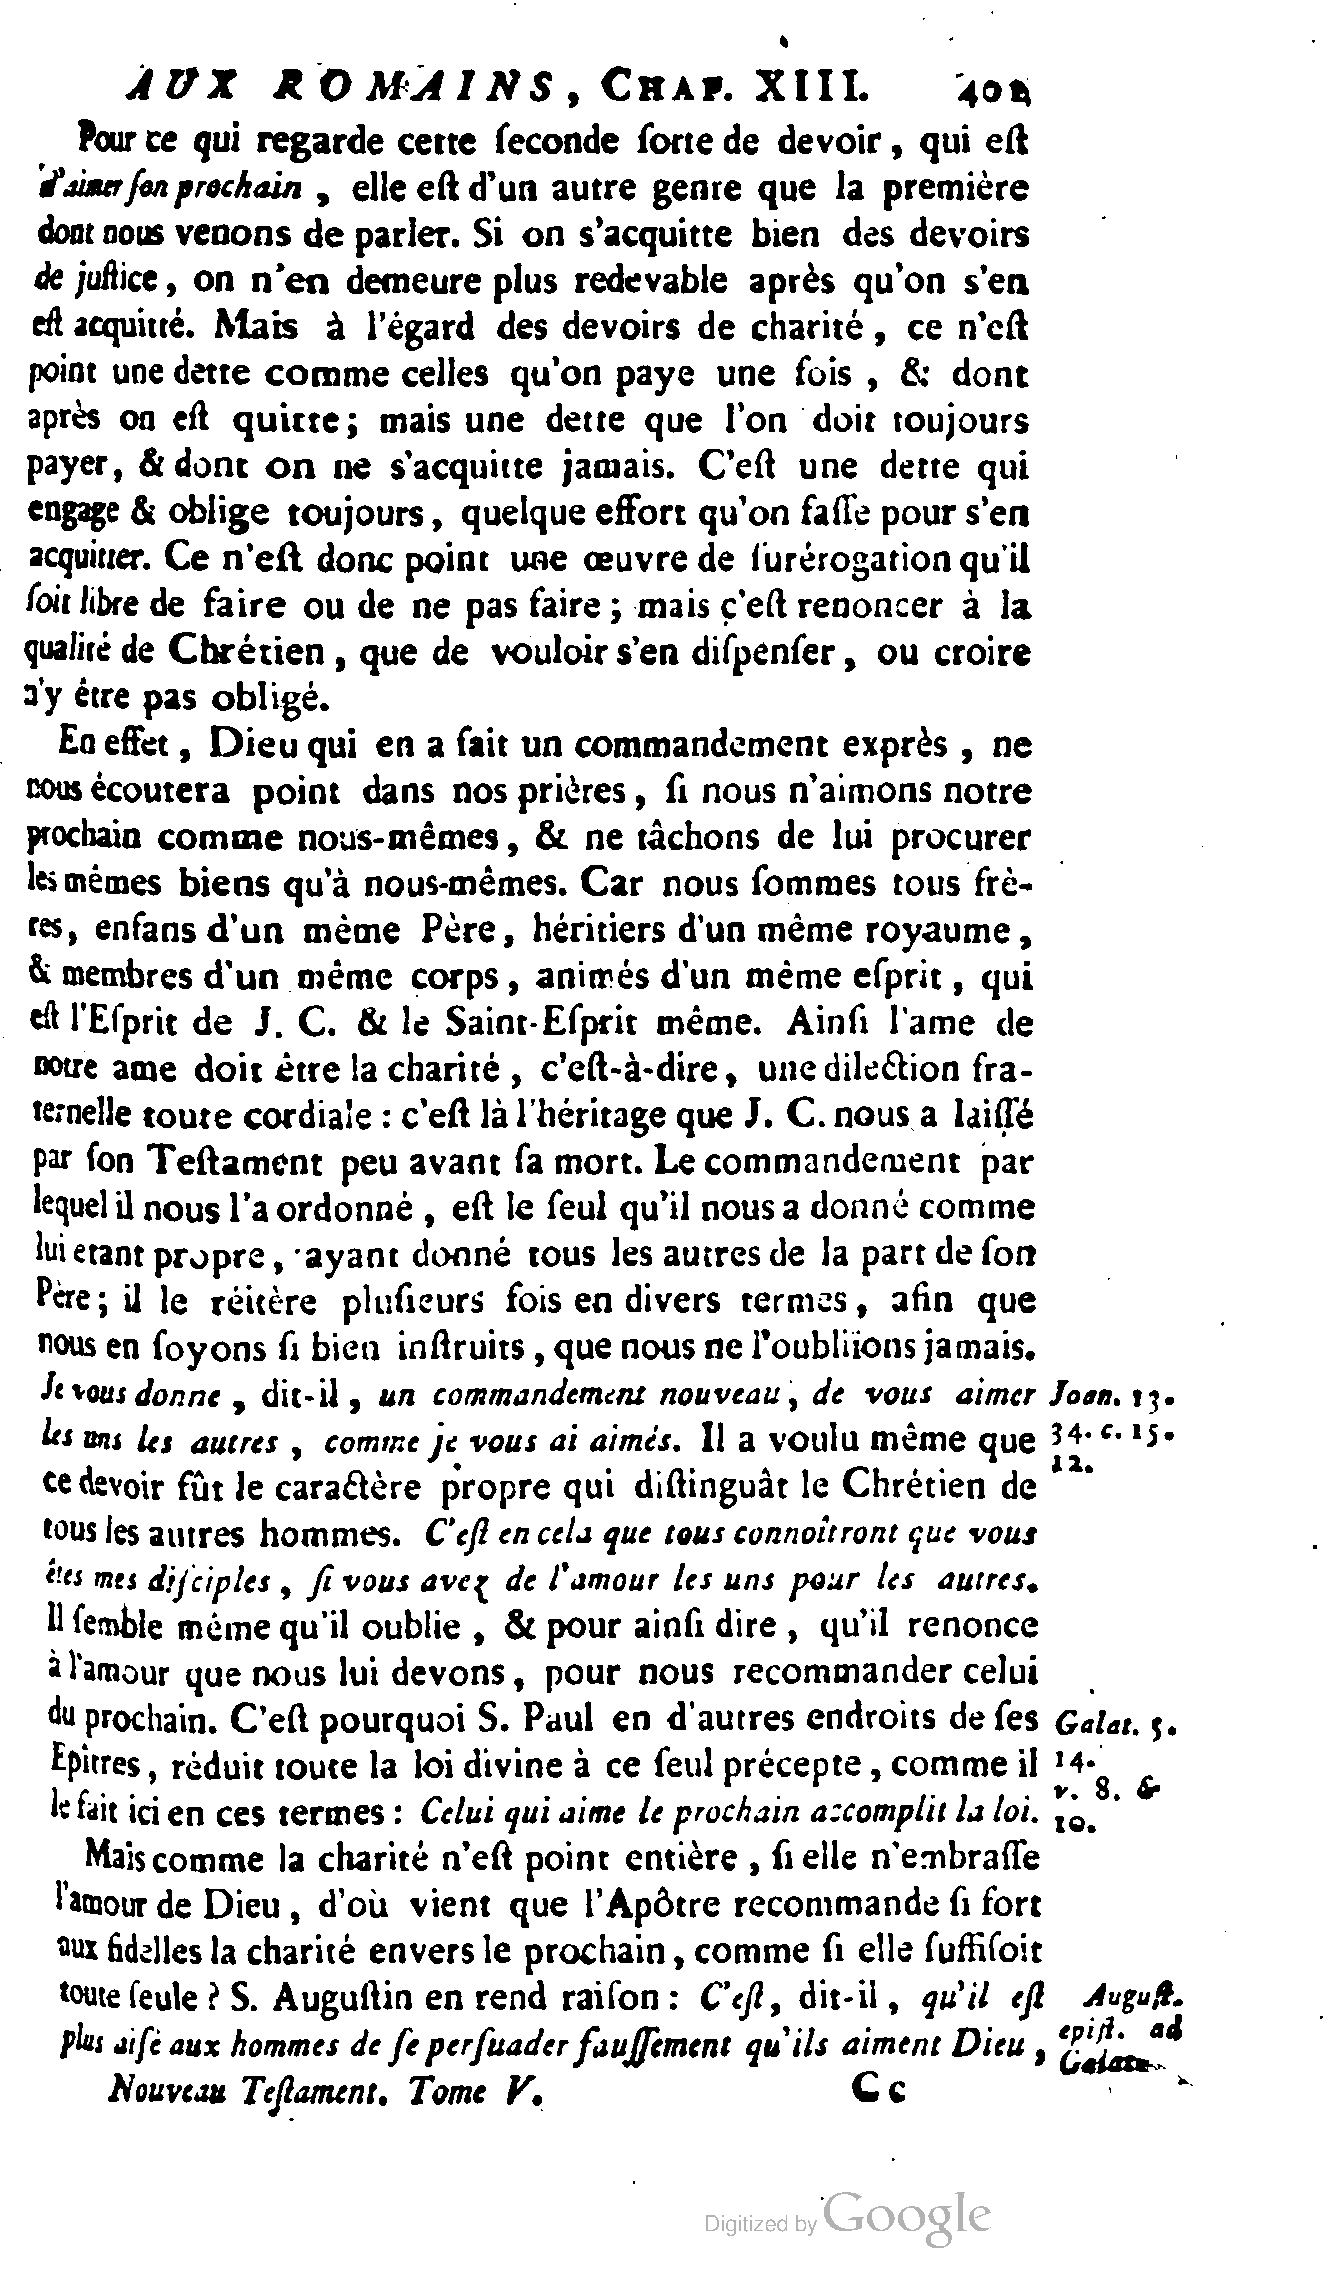 AUX ROMAINS, CHAP. XIII. 401
Pour ce qui regarde cette ſeconde ſorte de devoir, qui eſt
d'aimer ſon prochain, elle eſt d'un autre genre que la première
dont nous venons de parler. Si on s'acquitte bien des devoirs
de juſtice, on n'en demeure plus redevable après qu'on s'en
eſt acquitté. Mais à l'égard des devoirs de charité, ce n'eſt
point une dette comme celles qu'on paye une fois, & dont
après on eſt quitte; mais une dette que l'on doit toujours
payer, & dont on ne s'acquitte jamais. C'eſt une dette qui
engage & oblige toujours, quelque effort qu'on faſſe pour s'en
acquitter. Ce n'eſt donc point une œuvre de ſurérogation qu'il
ſoit libre de faire ou de ne pas faire; mais c'eſt renoncer à la
qualité de Chrétien, que de vouloir s'en diſpenſer, ou croire
n'y être pas obligé.
En effet, Dieu qui en a fait un commandement exprès, ne
nous écoutera point dans nos prières, ſi nous n'aimons notre
prochain comme nous-mêmes, & ne tâchons de lui procurer
les mêmes biens qu'à nous-mêmes. Car nous ſommes tous frè-
res, enfans d'un même Père, héritiers d'un même royaume,
& membres d'un même corps, animés d'un même eſprit, qui
eſt l'Eſprit de J. C. & le Saint-Eſprit même. Ainſi l'ame de
notre ame doit être la charité, c'eſt-à-dire, une dilection fra-
ternelle toute cordiale : c'eſt là l'héritage que J. C. nous a laiſſé
par ſon Teſtament peu avant ſa mort. Le commandement par
lequel il nous l'a ordonné, eſt le ſeul qu'il nous a donné comme
lui etant propre, ayant donné tous les autres de la part de ſon
Père; il le réitère pluſieurs fois en divers termes, afin que
nous en ſoyons ſi bien inſtruits, que nous ne l'oubliïons jamais.
Je vous donne, dit-il, un commandement nouveau, de vous aimer Joan. 13.
les uns les autres, comme je vous ai aimés. Il a voulu même que 34. c. 15.
12.
ce devoir fût le caractère propre qui diſtinguât le Chrétien de
tous les autres hommes. C'eſt en cela que tous connoîtront que vous
êtes mes diſciples, ſi vous avez de l'amour les uns pour les autres.
Il ſemble même qu'il oublie, & pour ainſi dire, qu'il renonce
à l'amour que nous lui devons, pour nous recommander celui
du prochain. C'eſt pourquoi S. Paul en d'autres endroits de ſes Galat. 5.
Epîtres, réduit toute la loi divine à ce ſeul précepte, comme il 14.
v. 8. &
le fait ici en ces termes : Celui qui aime le prochain accomplit la loi. 10.
Mais comme la charité n'eſt point entière, ſi elle n'embraſſe
l'amour de Dieu, d'où vient que l'Apôtre recommande ſi fort
aux fidelles la charité envers le prochain, comme ſi elle ſuffiſoit
toute ſeule ? S. Auguſtin en rend raiſon : C'eſt, dit-il, qu'il eſt Auguſt.
plus aiſé aux hommes de ſe perſuader fauſſement qu'ils aiment Dieu, epiſt. ad
Galat.
Nouveau Teſtament. Tome V. Cc
Digitized by Google